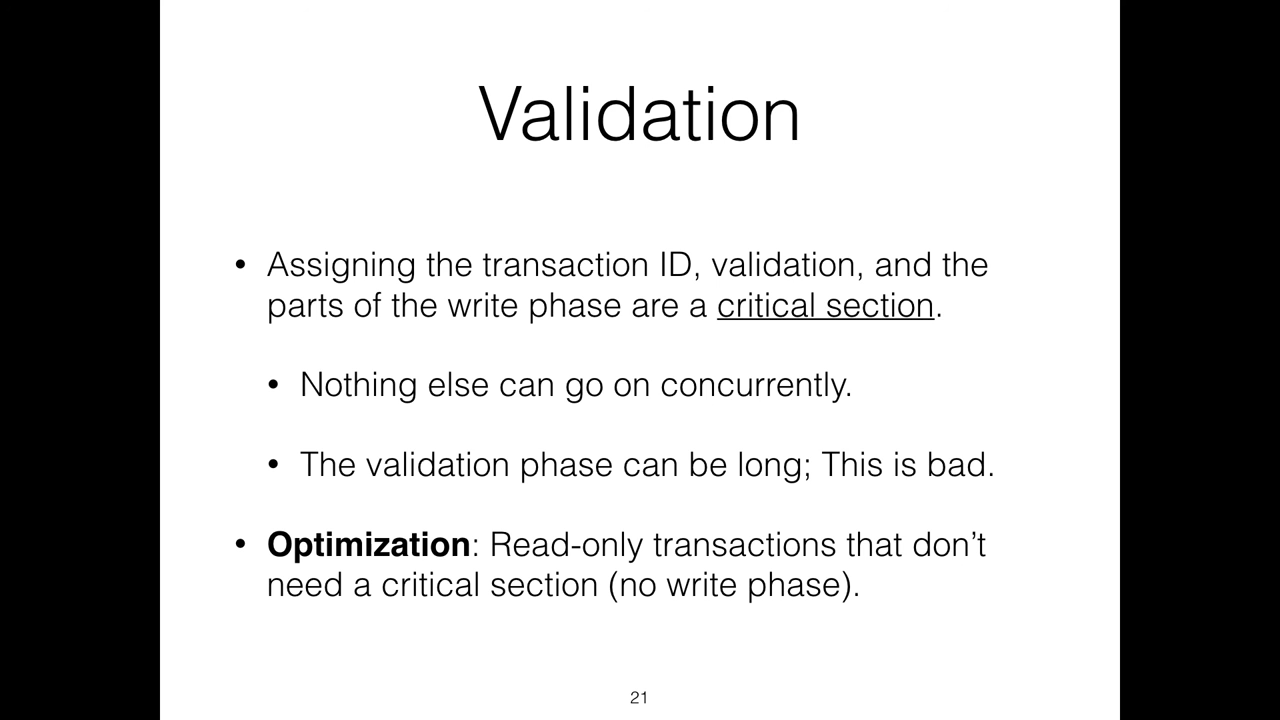 Validation
• Assigning the transaction ID, validation, and the
parts of the write phase are a critical section.
• Nothing else can go on concurrently.
• The validation phase can be long; This is bad.
• Optimization: Read-only transactions that don’t
need a critical section (no write phase).
21